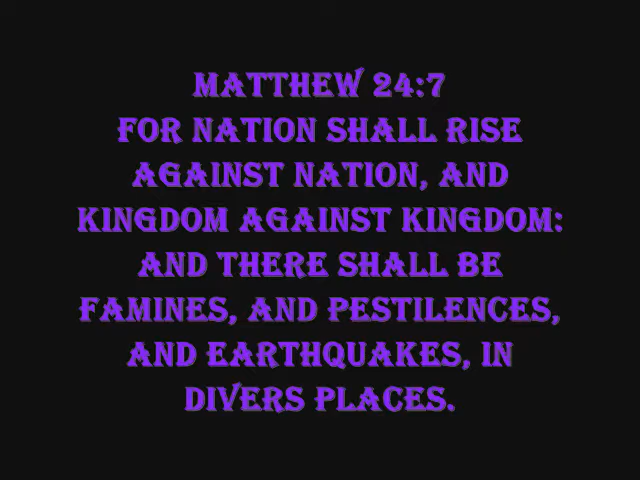 MATTHEW 24:7
FOR NATION SHALL RISE
AGAINST NATION, AND
KINGDOM AGAINST KINGDOM:
AND THERE SHALL BE
FAMINES, AND PESTILENCES,
AND EARTHQUAKES, IN
DIVERS PLACES.